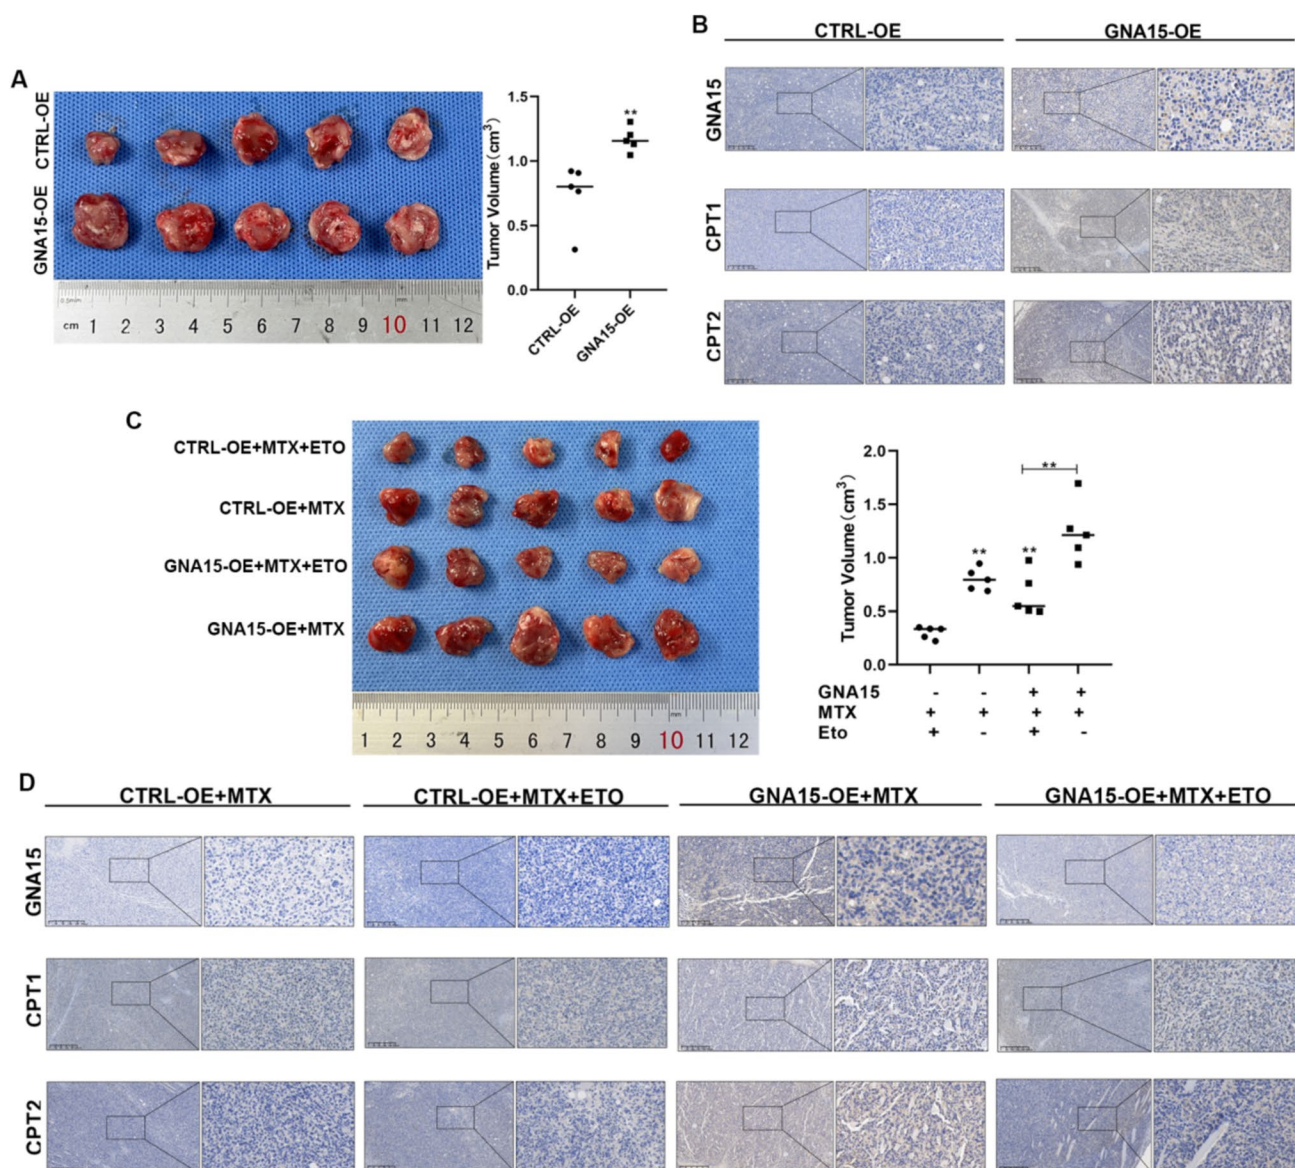 A
CTRL-OE
GNA15-OE
cm 1 2 3 4 5 6 7 8 9 10 11 12
Tumor Volume (cm³)
1.5
1.0
0.5
0.0
**
CTRL-OE
GNA15-OE
B
CTRL-OE GNA15-OE
GNA15
CPT1
CPT2
C
CTRL-OE+MTX+ETO
CTRL-OE+MTX
GNA15-OE+MTX+ETO
GNA15-OE+MTX
mm
1 2 3 4 5 6 7 8 9 10 11 12
Tumor Volume (cm³)
2.0
1.5
1.0
0.5
0.0
**
** **
GNA15 - - + +
MTX + + + +
Eto + - + -
D
CTRL-OE+MTX CTRL-OE+MTX+ETO GNA15-OE+MTX GNA15-OE+MTX+ETO
GNA15
CPT1
CPT2